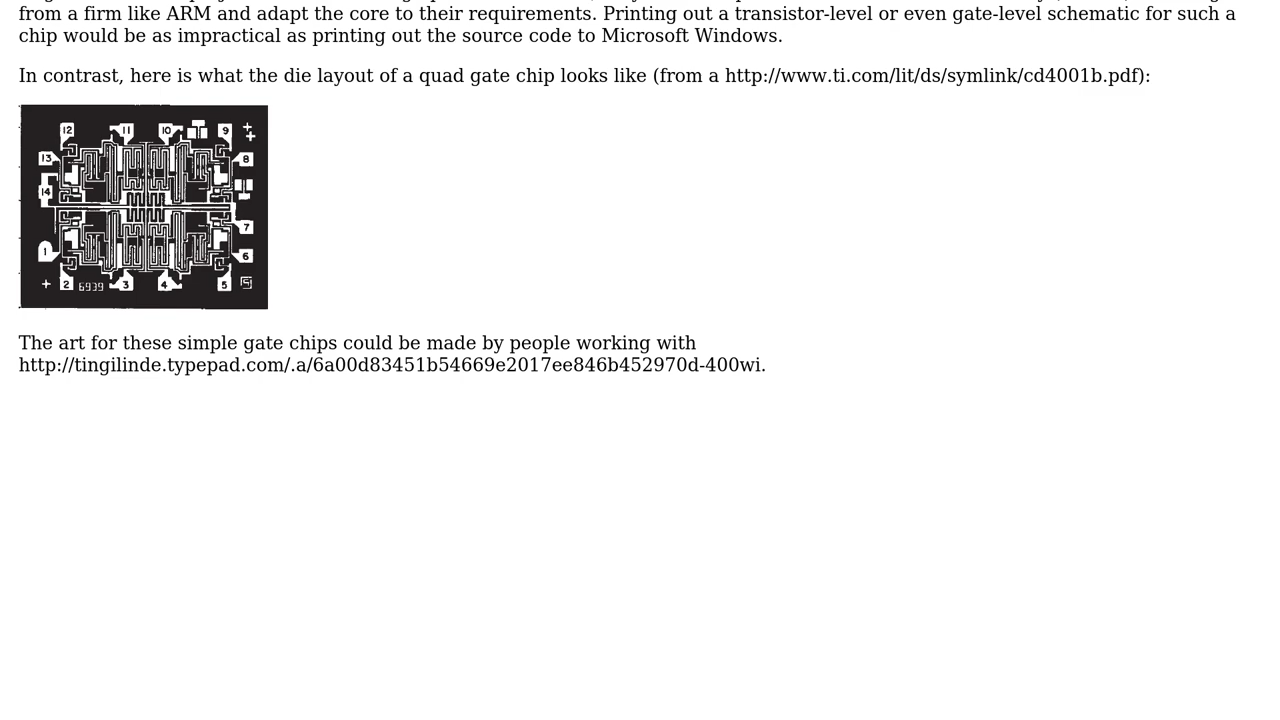 from a firm like ARM and adapt the core to their requirements. Printing out a transistor-level or even gate-level schematic for such a
chip would be as impractical as printing out the source code to Microsoft Windows.
In contrast, here is what the die layout of a quad gate chip looks like (from a http://www.ti.com/lit/ds/symlink/cd4001b.pdf):
12 11 10 9
13 8
14
7
1 6
2 6939 3 4 5
The art for these simple gate chips could be made by people working with
http://tingilinde.typepad.com/.a/6a00d83451b54669e2017ee846b452970d-400wi.